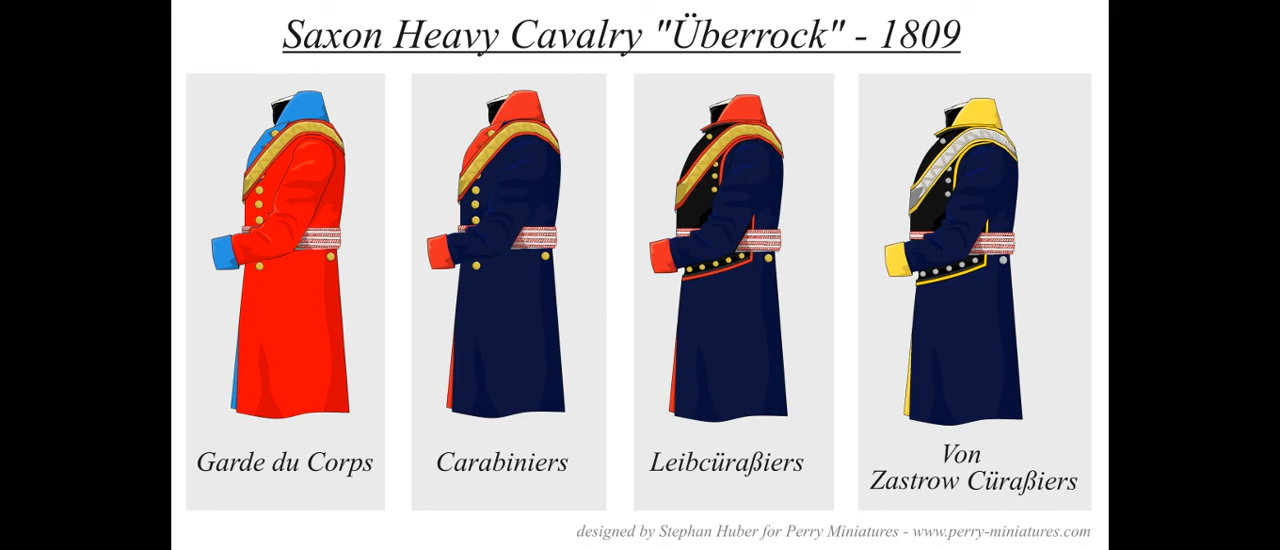 Saxon Heavy Cavalry "Überrock" - 1809
Garde du Corps
Carabiniers
Leibcüraßiers
Von
Zastrow Cüraßiers
designed by Stephan Huber for Perry Miniatures - www.perry-miniatures.com